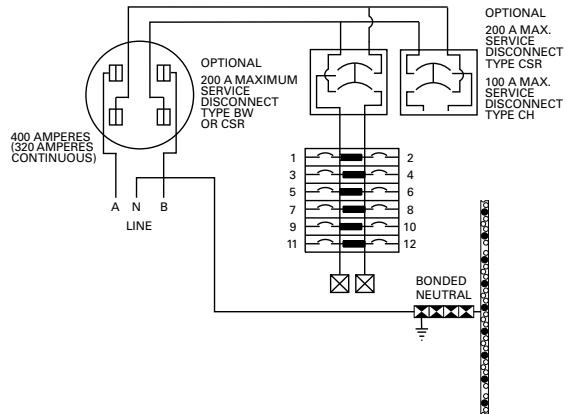 OPTIONAL
200 A MAX.
SERVICE
DISCONNECT
TYPE CSR
100 A MAX.
SERVICE
DISCONNECT
TYPE CH
OPTIONAL
200 A MAXIMUM
SERVICE
DISCONNECT
TYPE BW
OR CSR
400 AMPERES
(320 AMPERES
CONTINUOUS)
A N B
LINE
1 2
3 4
5 6
7 8
9 10
11 12
BONDED
NEUTRAL